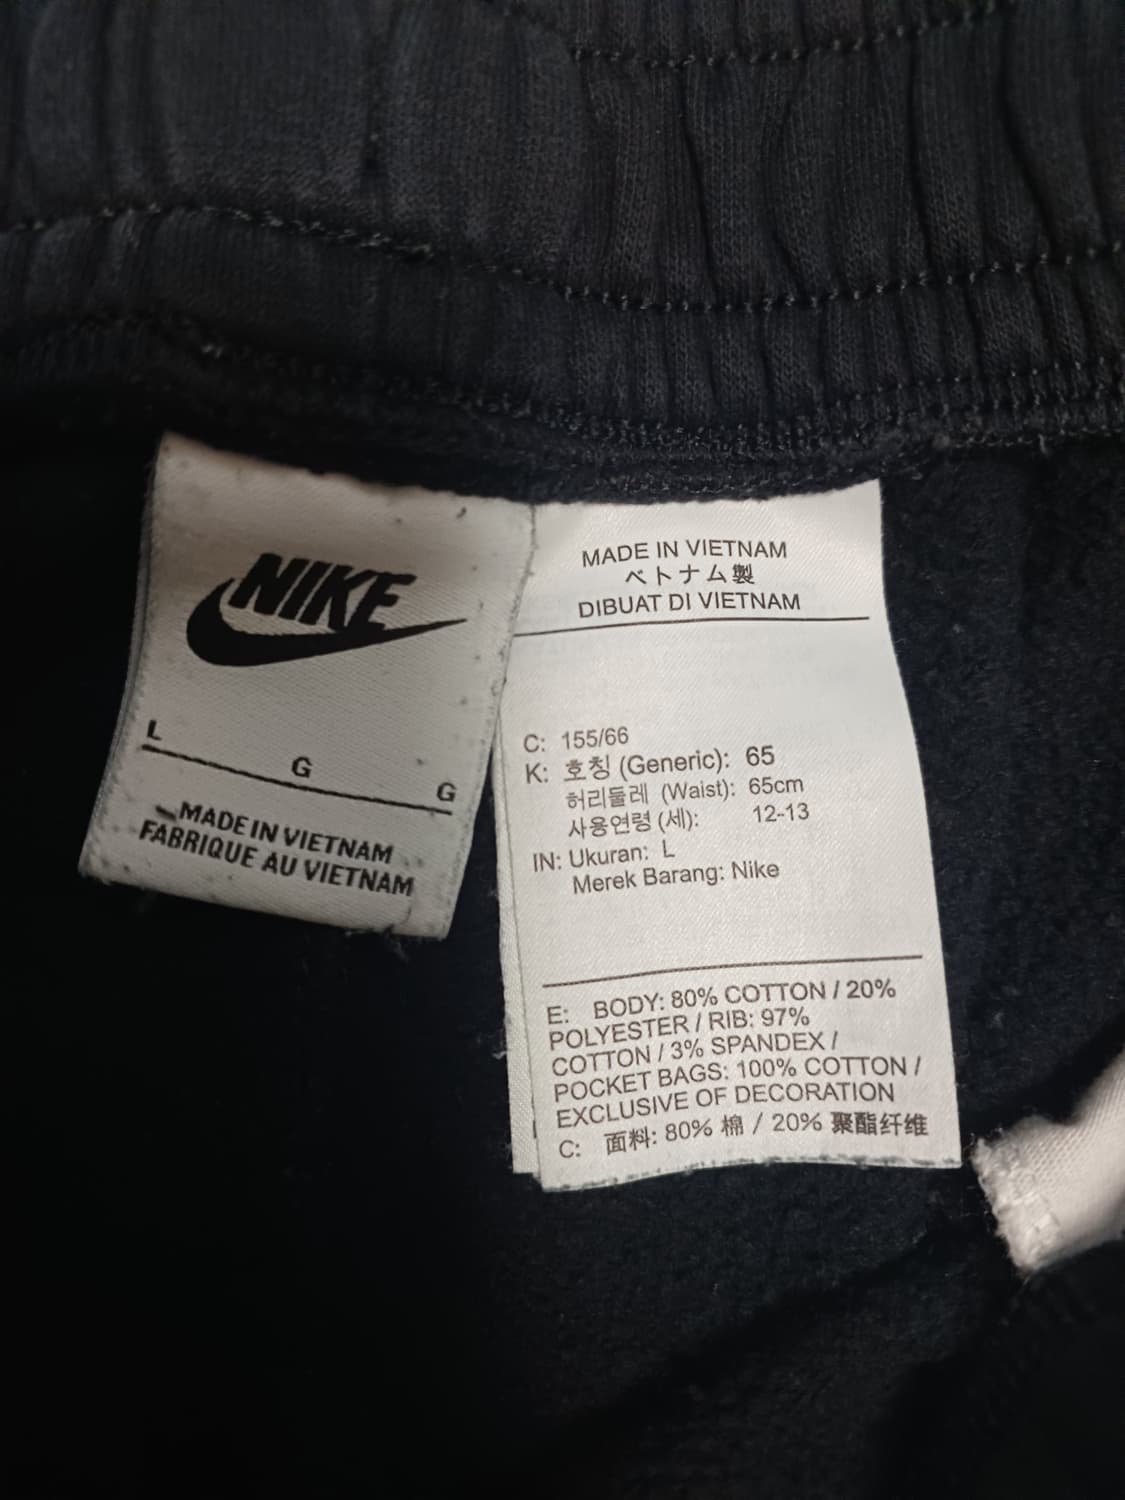 NIKE
L
G
G
MADE IN VIETNAM
FABRIQUE AU VIETNAM
MADE IN VIETNAM
ベトナム製
DIBUAT DI VIETNAM
C: 155/66
K: 호칭 (Generic): 65
허리둘레 (Waist): 65cm
사용연령 (세): 12-13
IN: Ukuran: L
Merek Barang: Nike
E: BODY: 80% COTTON / 20%
POLYESTER / RIB: 97%
COTTON / 3% SPANDEX /
POCKET BAGS: 100% COTTON /
EXCLUSIVE OF DECORATION
C: 面料: 80% 棉 / 20% 聚酯纤维